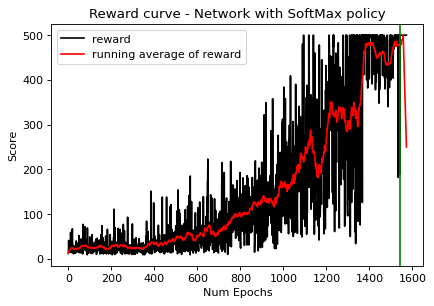 Reward curve - Network with SoftMax policy
reward
running average of reward
500
400
300
200
100
0
Score
0 200 400 600 800 1000 1200 1400 1600
Num Epochs